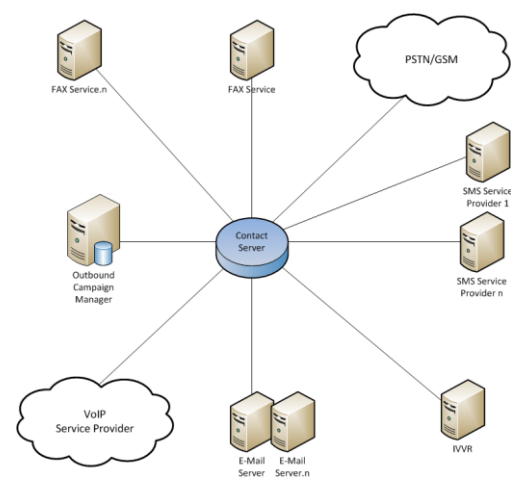 FAX Service.n
FAX Service
PSTN/GSM
SMS Service
Provider 1
Contact
Server
SMS Service
Provider n
Outbound
Campaign
Manager
VoIP
Service Provider
E-Mail
Server
E-Mail
Server.n
IVVR